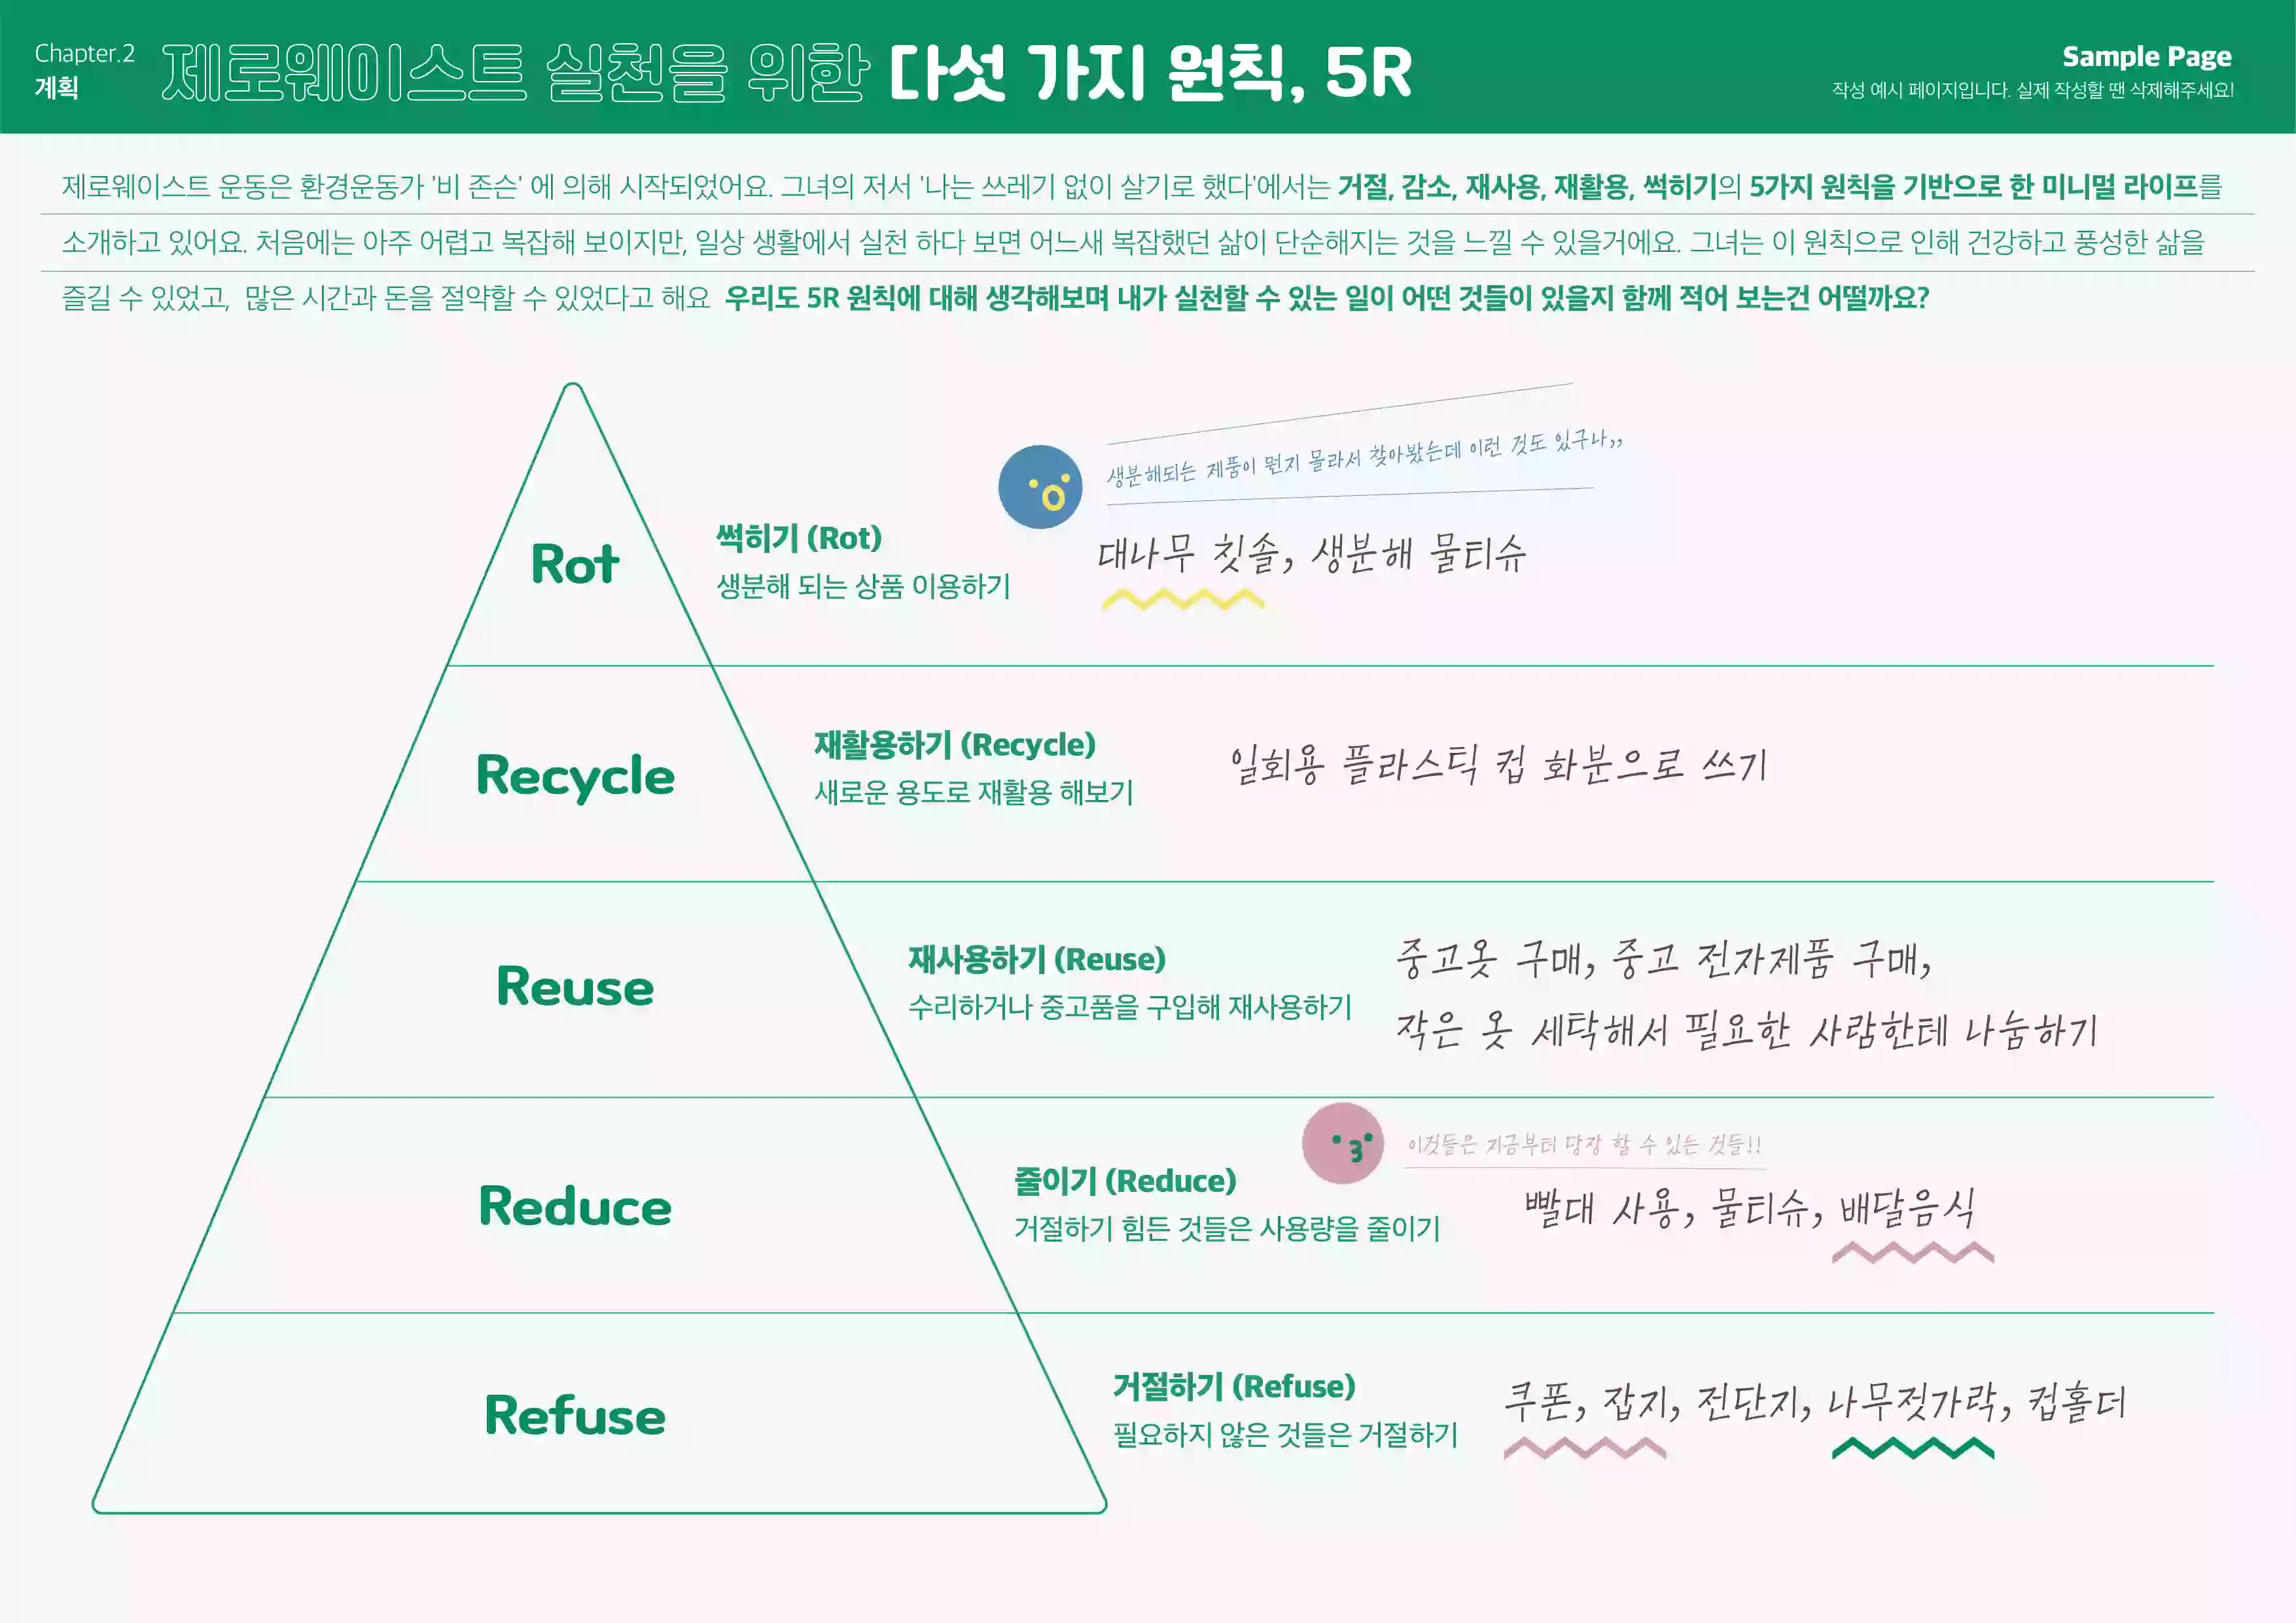 Chapter.2
계획
제로웨이스트 실천을 위한 다섯 가지 원칙, 5R
Sample Page
작성 예시 페이지입니다. 실제 작성할 땐 삭제해주세요!
제로웨이스트 운동은 환경운동가 '비 존슨' 에 의해 시작되었어요. 그녀의 저서 '나는 쓰레기 없이 살기로 했다'에서는 거절, 감소, 재사용, 재활용, 썩히기의 5가지 원칙을 기반으로 한 미니멀 라이프를
소개하고 있어요. 처음에는 아주 어렵고 복잡해 보이지만, 일상 생활에서 실천 하다 보면 어느새 복잡했던 삶이 단순해지는 것을 느낄 수 있을거에요. 그녀는 이 원칙으로 인해 건강하고 풍성한 삶을
즐길 수 있었고, 많은 시간과 돈을 절약할 수 있었다고 해요 우리도 5R 원칙에 대해 생각해보며 내가 실천할 수 있는 일이 어떤 것들이 있을지 함께 적어 보는건 어떨까요?
생분해되는 제품이 뭔지 몰라서 찾아봤는데 이런 것도 있구나,,
Rot
썩히기 (Rot)
생분해 되는 상품 이용하기
대나무 칫솔, 생분해 물티슈
Recycle
재활용하기 (Recycle)
새로운 용도로 재활용 해보기
일회용 플라스틱 컵 화분으로 쓰기
Reuse
재사용하기 (Reuse)
수리하거나 중고품을 구입해 재사용하기
중고옷 구매, 중고 전자제품 구매,
작은 옷 세탁해서 필요한 사람한테 나눔하기
Reduce
줄이기 (Reduce)
거절하기 힘든 것들은 사용량을 줄이기
이것들은 지금부터 당장 할 수 있는 것들!!
빨대 사용, 물티슈, 배달음식
Refuse
거절하기 (Refuse)
필요하지 않은 것들은 거절하기
쿠폰, 잡지, 전단지, 나무젓가락, 컵홀더